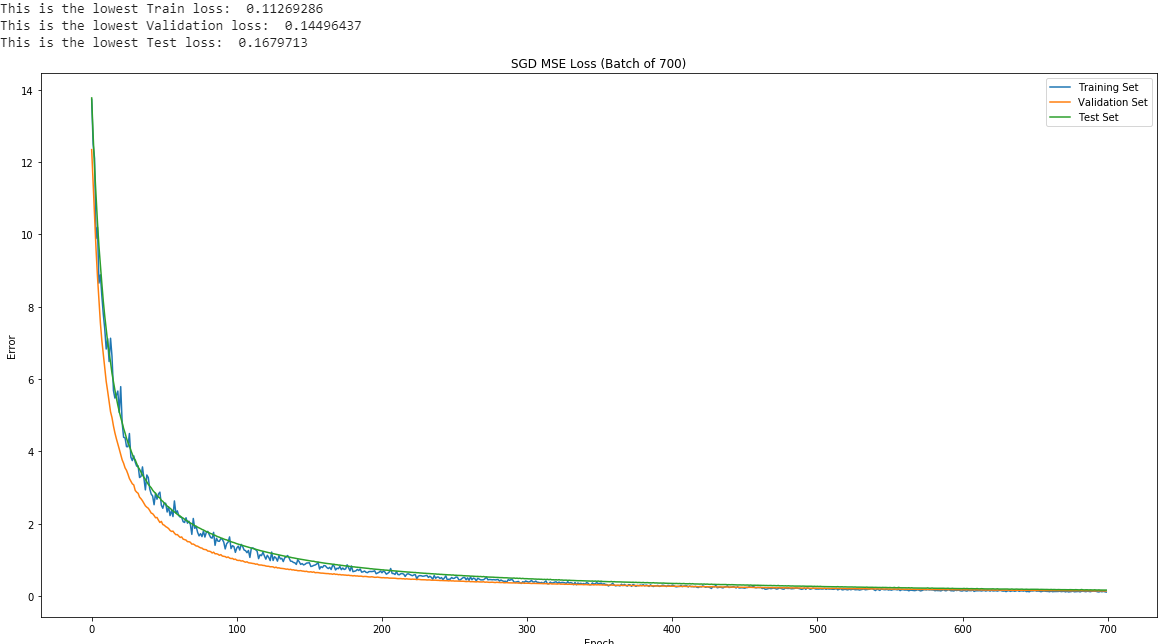 This is the lowest Train loss:  0.11269286
This is the lowest Validation loss:  0.14496437
This is the lowest Test loss:  0.1679713
SGD MSE Loss (Batch of 700)
Training Set
Validation Set
Test Set
14
12
10
8
6
4
2
0
Error
0 100 200 300 400 500 600 700
Epoch